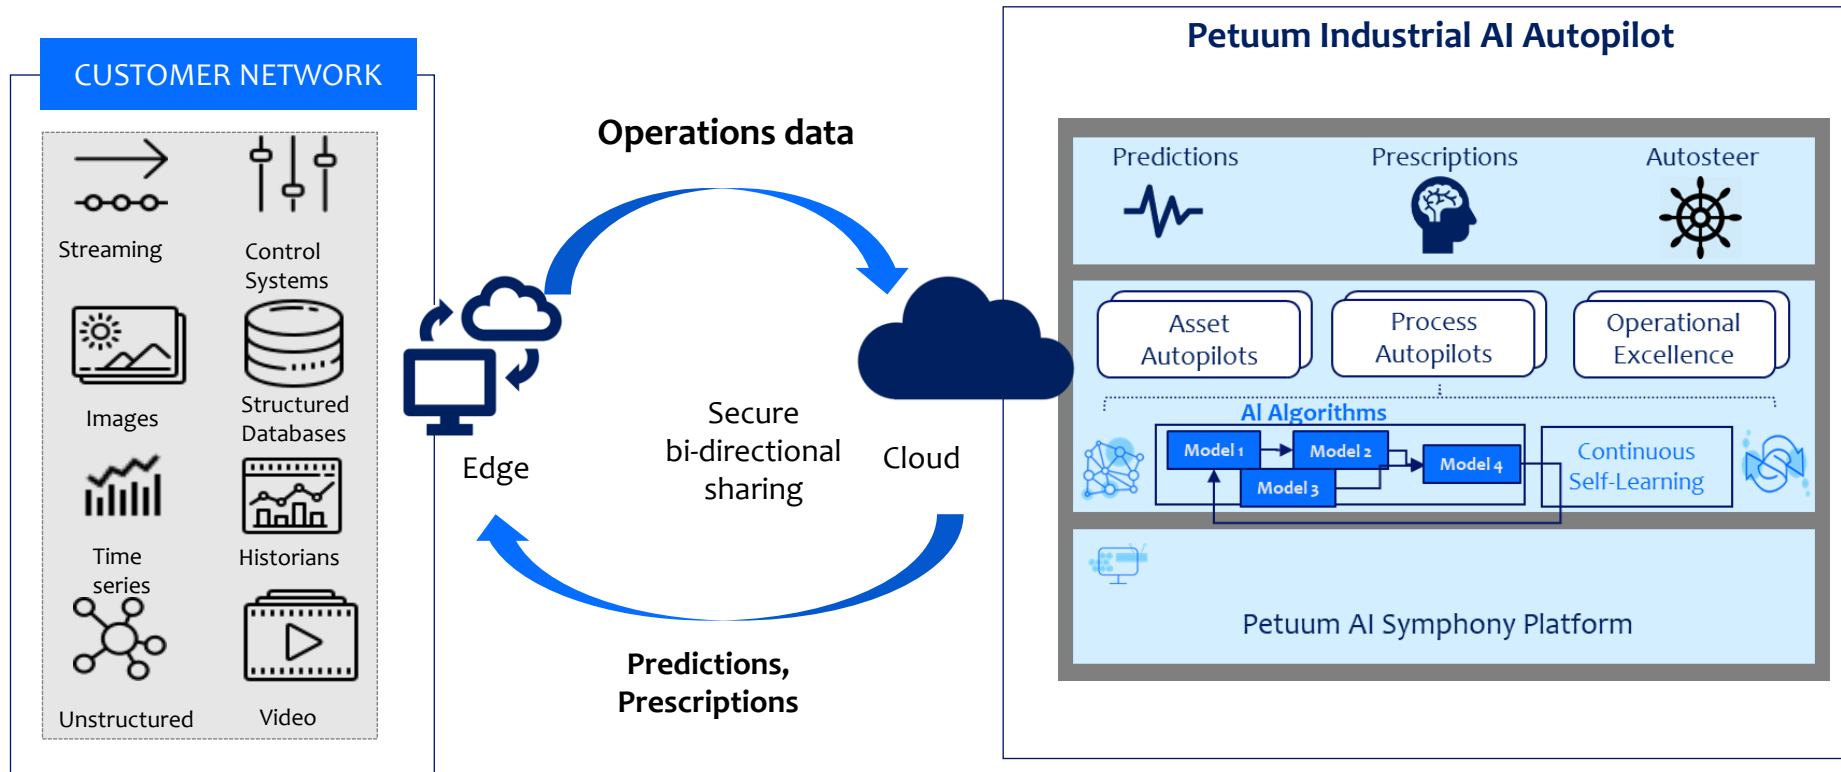 Petuum Industrial AI Autopilot
CUSTOMER NETWORK
Streaming
Control
Systems
Images
Structured
Databases
Time
series
Historians
Unstructured
Video
Operations data
Edge
Secure
bi-directional
sharing
Cloud
Predictions,
Prescriptions
Predictions
Prescriptions
Autosteer
Asset
Autopilots
Process
Autopilots
Operational
Excellence
AI Algorithms
Model 1
Model 2
Model 3
Model 4
Continuous
Self-Learning
Petuum AI Symphony Platform